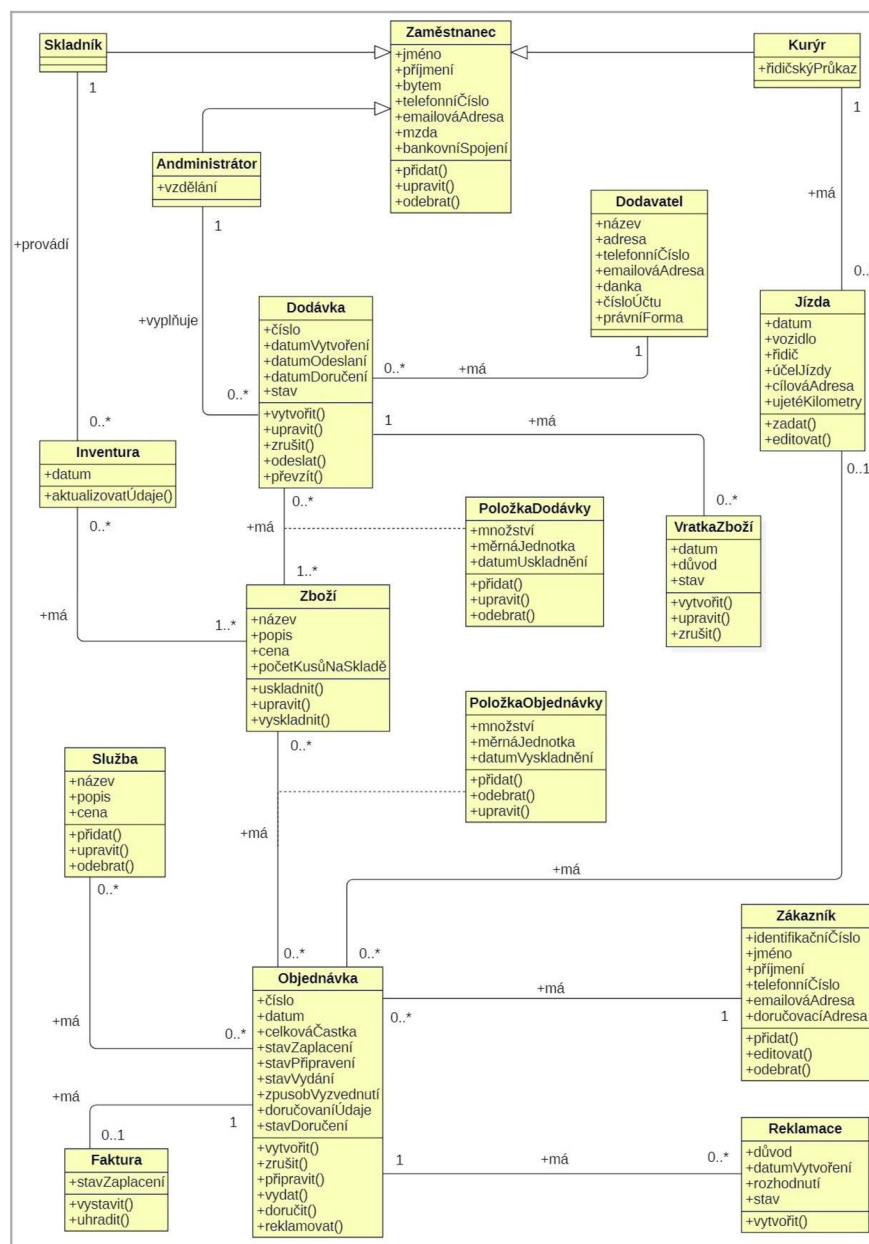 Skladník
1
Zaměstnanec
+jméno
+příjmení
+bytem
+telefonníČíslo
+emailováAdresa
+mzda
+bankovníSpojení
+přidat()
+upravit()
+odebrat()
Kurýr
+řidičskýPrůkaz
1
Andministrátor
+vzdělání
1
Dodavatel
+název
+adresa
+telefonníČíslo
+emailováAdresa
+danka
+čísloÚčtu
+právníForma
1
+má
0..
+provádí
+vyplňuje
Dodávka
+číslo
+datumVytvoření
+datumOdeslaní
+datumDoručení
+stav
+vytvořit()
+upravit()
+zrušit()
+odeslat()
+převzít()
0..*
+má
0..*
1
+má
Jízda
+datum
+vozidlo
+řidič
+účelJízdy
+cílováAdresa
+ujetéKilometry
+zadat()
+editovat()
0..1
0..*
Inventura
+datum
+aktualizovatÚdaje()
0..*
0..*
+má
1..*
PoložkaDodávky
+množství
+měrnáJednotka
+datumUskladnění
+přidat()
+upravit()
+odebrat()
0..*
VratkaZboží
+datum
+důvod
+stav
+vytvořit()
+upravit()
+zrušit()
+má
1..*
Zboží
+název
+popis
+cena
+početKusůNaSkladě
+uskladnit()
+upravit()
+vyskladnit()
0..*
PoložkaObjednávky
+množství
+měrnáJednotka
+datumVyskladnění
+přidat()
+odebrat()
+upravit()
Služba
+název
+popis
+cena
+přidat()
+upravit()
+odebrat()
0..*
+má
+má
0..*
0..*
Zákazník
+identifikačníČíslo
+jméno
+příjmení
+telefonníČíslo
+emailováAdresa
+doručovacíAdresa
+přidat()
+editovat()
+odebrat()
Objednávka
+číslo
+datum
+celkováČastka
+stavZaplacení
+stavPřipravení
+stavVydání
+zpusobVyzvednutí
+doručovaníÚdaje
+stavDoručení
+vytvořit()
+zrušit()
+připravit()
+vydat()
+doručit()
+reklamovat()
+má
0..*
1
+má
0..*
+má
0..1
1
Faktura
+stavZaplacení
+vystavit()
+uhradit()
1
+má
0..*
Reklamace
+důvod
+datumVytvoření
+rozhodnutí
+stav
+vytvořit()